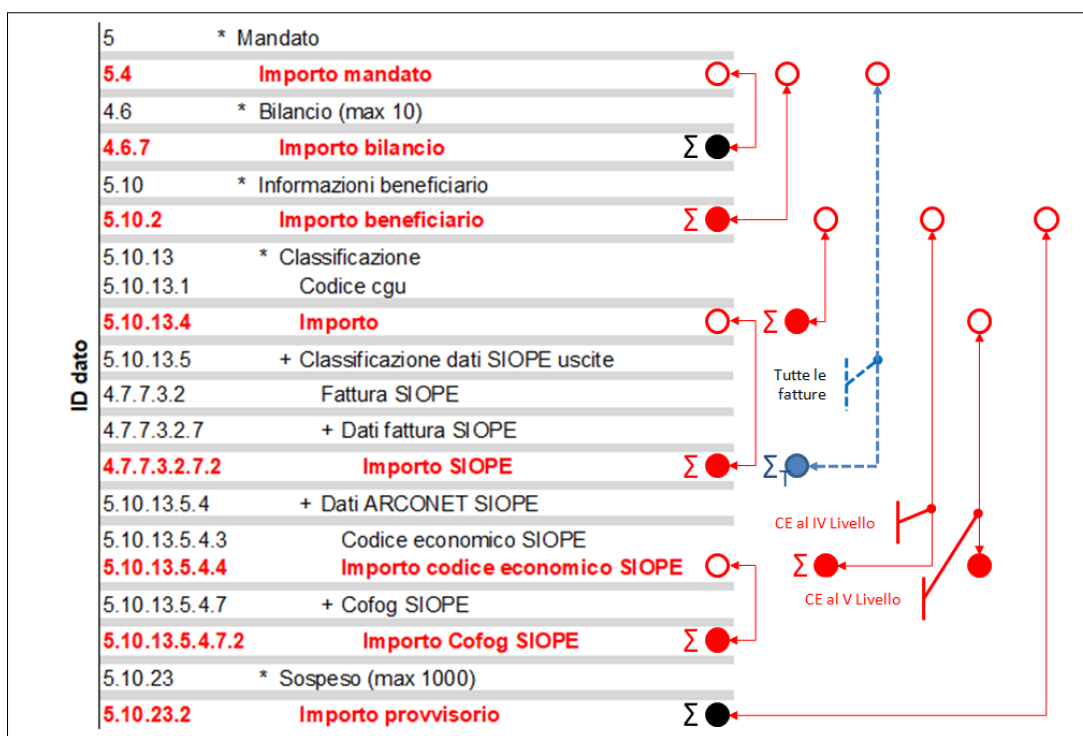 5 * Mandato
5.4 Importo mandato
4.6 * Bilancio (max 10)
4.6.7 Importo bilancio Σ
5.10 * Informazioni beneficiario
5.10.2 Importo beneficiario Σ
5.10.13 * Classificazione
5.10.13.1 Codice cgu
5.10.13.4 Importo Σ
5.10.13.5 + Classificazione dati SIOPE uscite
Tutte le
fatture
4.7.7.3.2 Fattura SIOPE
4.7.7.3.2.7 + Dati fattura SIOPE
4.7.7.3.2.7.2 Importo SIOPE Σ ΣT
5.10.13.5.4 + Dati ARCONET SIOPE
CE al IV Livello
5.10.13.5.4.3 Codice economico SIOPE
5.10.13.5.4.4 Importo codice economico SIOPE Σ
CE al V Livello
5.10.13.5.4.7 + Cofog SIOPE
5.10.13.5.4.7.2 Importo Cofog SIOPE Σ
5.10.23 * Sospeso (max 1000)
5.10.23.2 Importo provvisorio Σ
ID dato